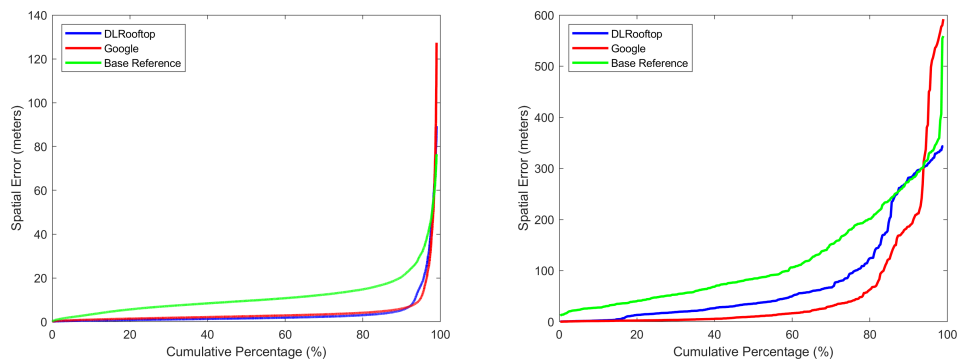 140
120
100
80
60
40
20
0
Spatial Error (meters)
DLRooftop
Google
Base Reference
0 20 40 60 80 100
Cumulative Percentage (%)
600
500
400
300
200
100
0
Spatial Error (meters)
DLRooftop
Google
Base Reference
0 20 40 60 80 100
Cumulative Percentage (%)